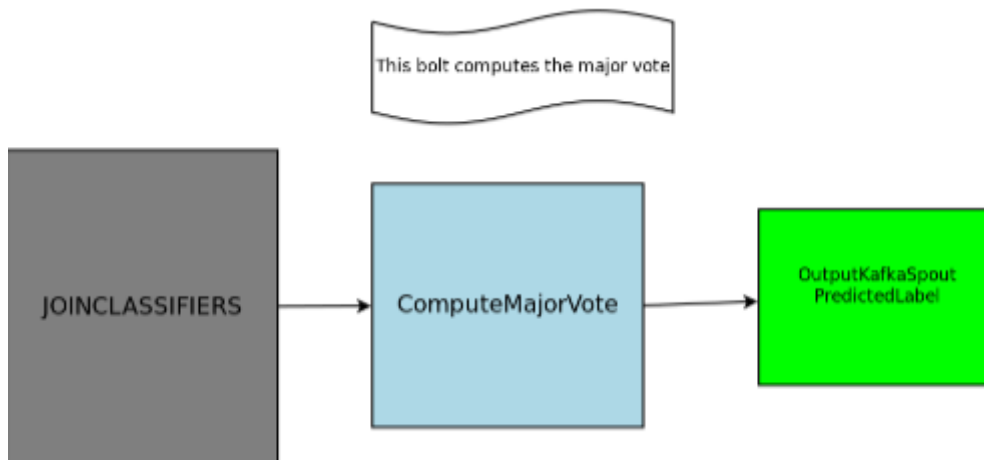 This bolt computes the major vote
JOINCLASSIFIERS
ComputeMajorVote
OutputKafkaSpout
PredictedLabel